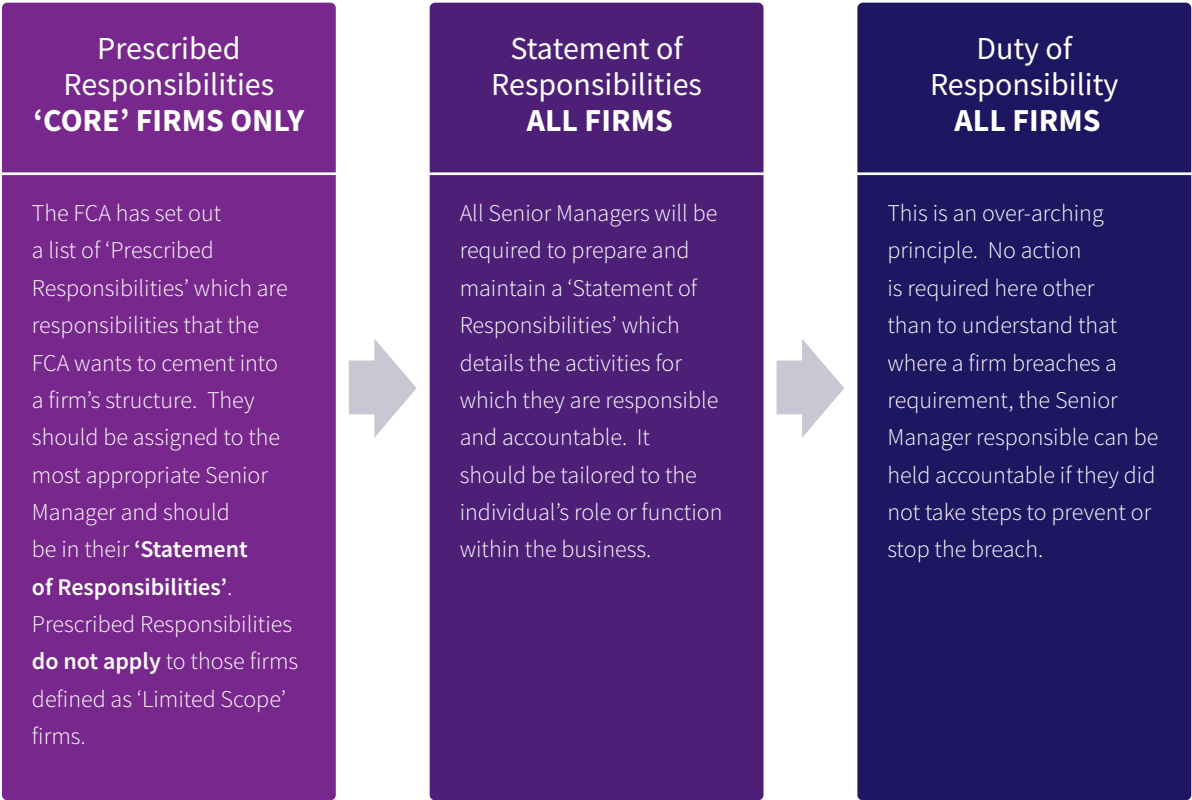 Prescribed
Responsibilities
‘CORE’ FIRMS ONLY
The FCA has set out
a list of ‘Prescribed
Responsibilities’ which are
responsibilities that the
FCA wants to cement into
a firm’s structure.  They
should be assigned to the
most appropriate Senior
Manager and should
be in their ‘Statement
of Responsibilities’.
Prescribed Responsibilities
do not apply to those firms
defined as ‘Limited Scope’
firms.
Statement of
Responsibilities
ALL FIRMS
All Senior Managers will be
required to prepare and
maintain a ‘Statement of
Responsibilities’ which
details the activities for
which they are responsible
and accountable.  It
should be tailored to the
individual’s role or function
within the business.
Duty of
Responsibility
ALL FIRMS
This is an over-arching
principle.  No action
is required here other
than to understand that
where a firm breaches a
requirement, the Senior
Manager responsible can be
held accountable if they did
not take steps to prevent or
stop the breach.